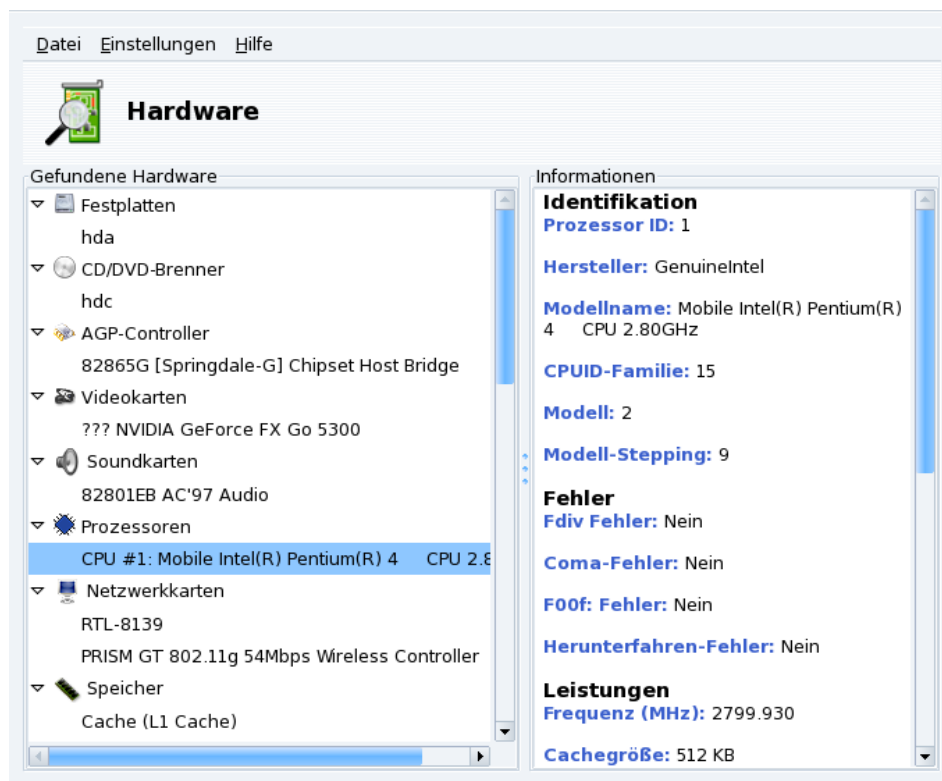 Datei Einstellungen Hilfe
Hardware
Gefundene Hardware
Festplatten
hda
CD/DVD-Brenner
hdc
AGP-Controller
82865G [Springdale-G] Chipset Host Bridge
Videokarten
??? NVIDIA GeForce FX Go 5300
Soundkarten
82801EB AC'97 Audio
Prozessoren
CPU #1: Mobile Intel(R) Pentium(R) 4 CPU 2.8
Netzwerkkarten
RTL-8139
PRISM GT 802.11g 54Mbps Wireless Controller
Speicher
Cache (L1 Cache)
Informationen
Identifikation
Prozessor ID: 1
Hersteller: GenuineIntel
Modellname: Mobile Intel(R) Pentium(R)
4 CPU 2.80GHz
CPUID-Familie: 15
Modell: 2
Modell-Stepping: 9
Fehler
Fdiv Fehler: Nein
Coma-Fehler: Nein
F00f: Fehler: Nein
Herunterfahren-Fehler: Nein
Leistungen
Frequenz (MHz): 2799.930
Cachegröße: 512 KB